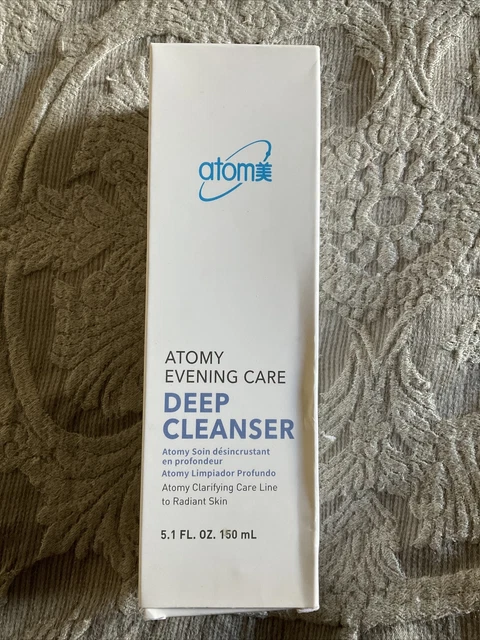 atom美
ATOMY
EVENING CARE
DEEP
CLEANSER
Atomy Soin désincrustant
en profondeur
Atomy Limpiador Profundo
Atomy Clarifying Care Line
to Radiant Skin
5.1 FL. OZ. 150 mL